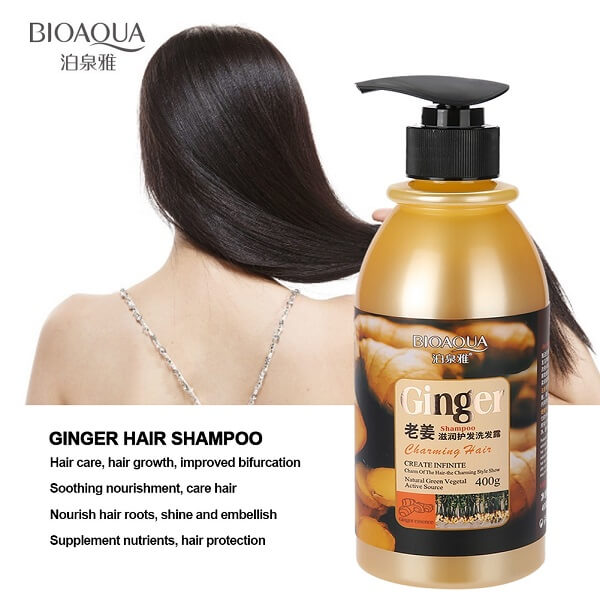 BIOAQUA
泊泉雅
BIOAQUA
泊泉雅
Ginger
Shampoo
老姜 滋润护发洗发露
Charming Hair
CREATE INFINITE
Charm Of The Hair-the Charming Style Show
Natural Green Vegetal
Active Source
400g
Ginger essence
GINGER HAIR SHAMPOO
Hair care, hair growth, improved bifurcation
Soothing nourishment, care hair
Nourish hair roots, shine and embellish
Supplement nutrients, hair protection